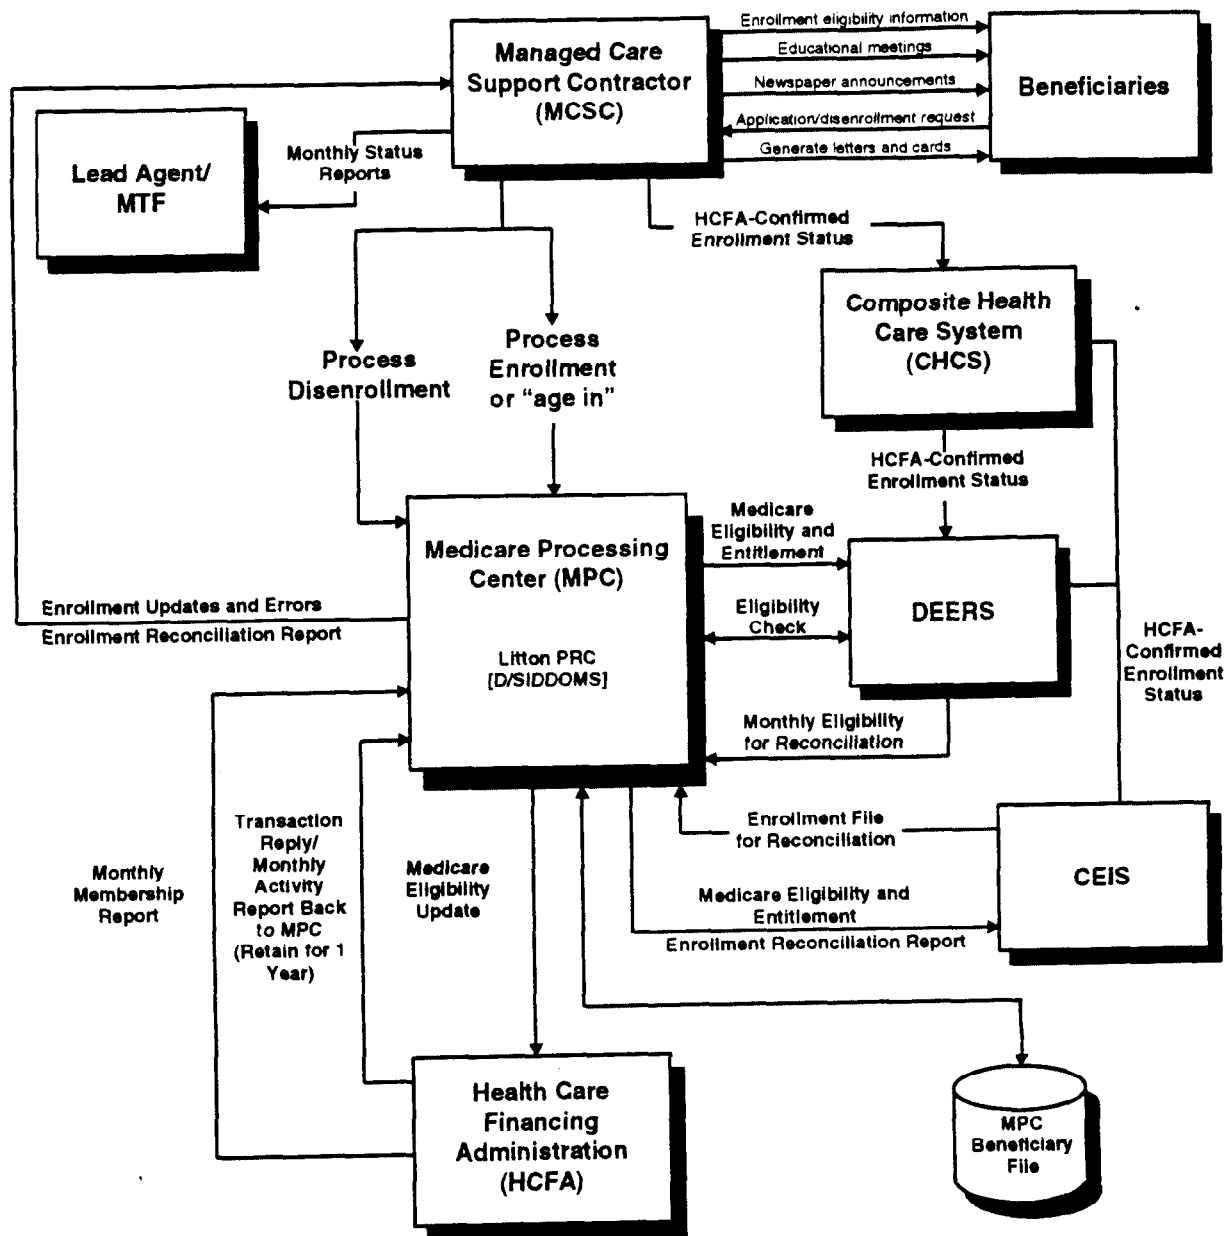 Managed Care
Support Contractor
(MCSC)
Enrollment eligibility information
Educational meetings
Newspaper announcements
Application/disenrollment request
Generate letters and cards
Beneficiaries
Lead Agent/
MTF
Monthly Status
Reports
HCFA-Confirmed
Enrollment Status
Composite Health
Care System
(CHCS)
Process
Disenrollment
Process
Enrollment
or “age in”
HCFA-Confirmed
Enrollment Status
Medicare Processing
Center (MPC)
Litton PRC
[D/SIDDOMS]
Medicare
Eligibility and
Entitlement
Eligibility
Check
DEERS
Monthly Eligibility
for Reconciliation
HCFA-
Confirmed
Enrollment
Status
Enrollment Updates and Errors
Enrollment Reconciliation Report
Enrollment File
for Reconciliation
CEIS
Medicare Eligibility and
Entitlement
Enrollment Reconciliation Report
Monthly
Membership
Report
Transaction
Reply/
Monthly
Activity
Report Back
to MPC
(Retain for 1
Year)
Medicare
Eligibility
Update
Health Care
Financing
Administration
(HCFA)
MPC
Beneficiary
File